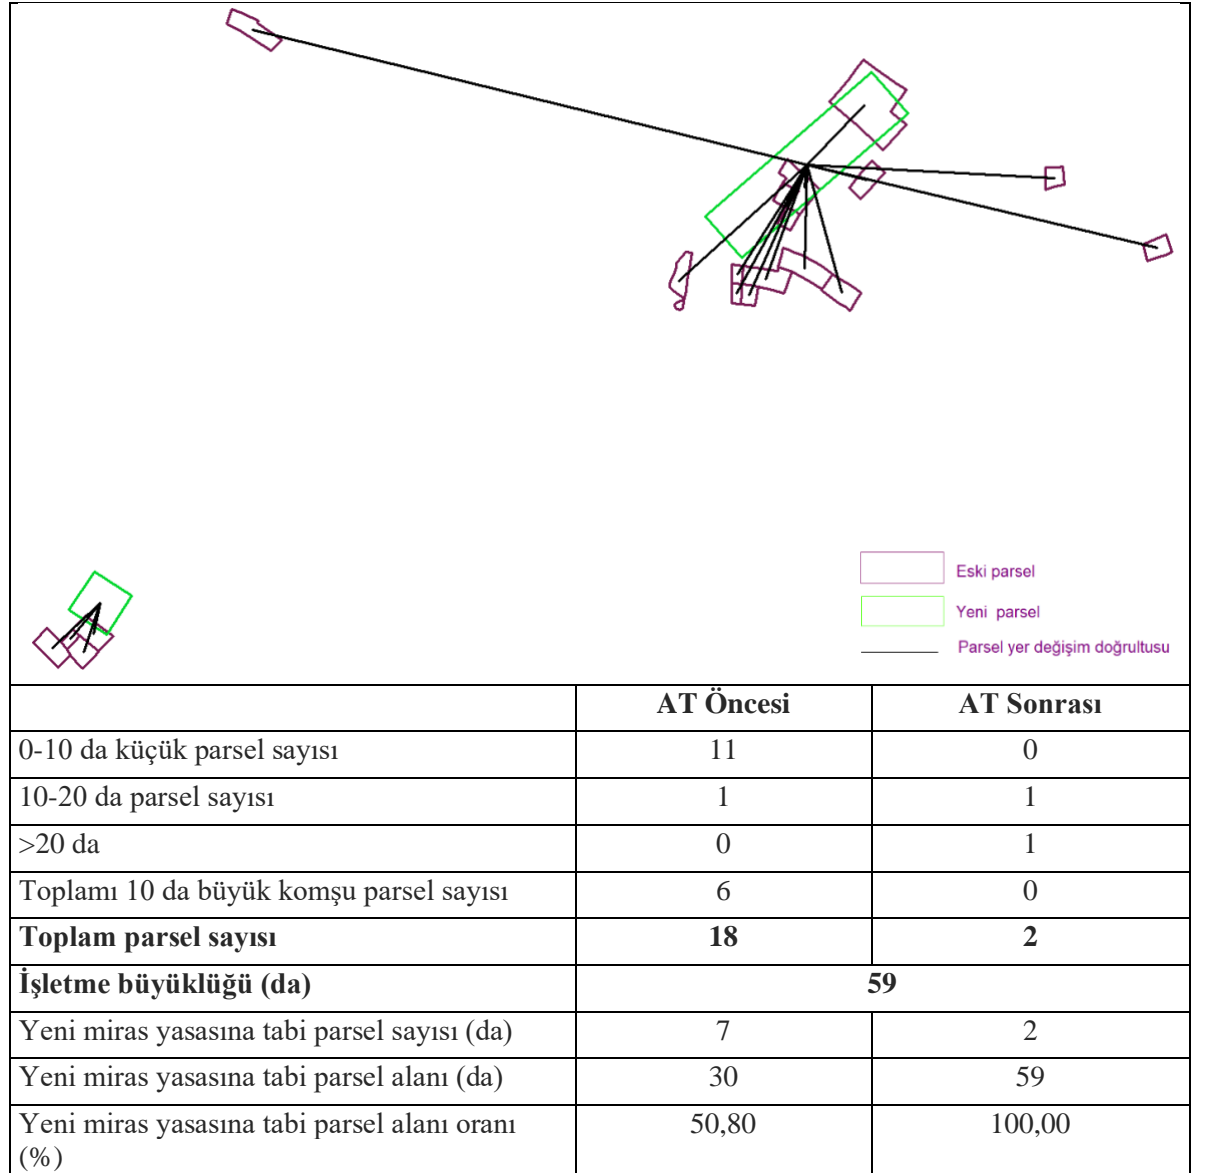 Eski parsel
Yeni parsel
Parsel yer değişim doğrultusu
AT Öncesi AT Sonrası
0-10 da küçük parsel sayısı 11 0
10-20 da parsel sayısı 1 1
>20 da 0 1
Toplamı 10 da büyük komşu parsel sayısı 6 0
Toplam parsel sayısı 18 2
İşletme büyüklüğü (da) 59
Yeni miras yasasına tabi parsel sayısı (da) 7 2
Yeni miras yasasına tabi parsel alanı (da) 30 59
Yeni miras yasasına tabi parsel alanı oranı 50,80 100,00
(%)